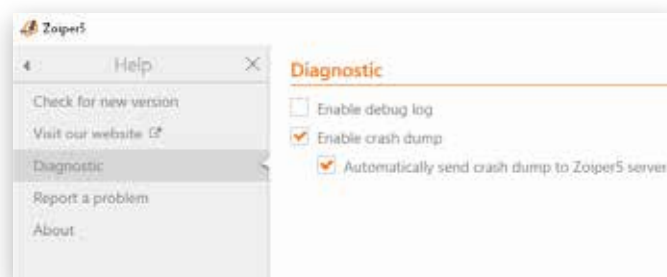 Zoiper5
Help
Check for new version
Visit our website
Diagnostic
Report a problem
About
Diagnostic
Enable debug log
Enable crash dump
Automatically send crash dump to Zoiper5 server